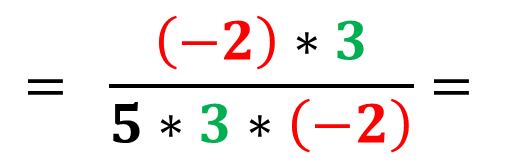 = (−2) * 3 / 5 * 3 * (−2) =